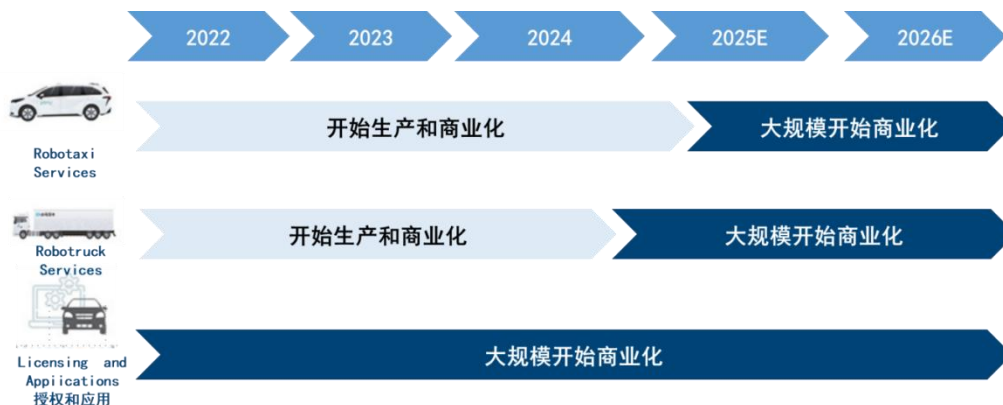 2022 2023 2024 2025E 2026E
开始生产和商业化 大规模开始商业化
Robotaxi
Services
开始生产和商业化 大规模开始商业化
Robotruck
Services
大规模开始商业化
Licensing and
Appiications
授权和应用